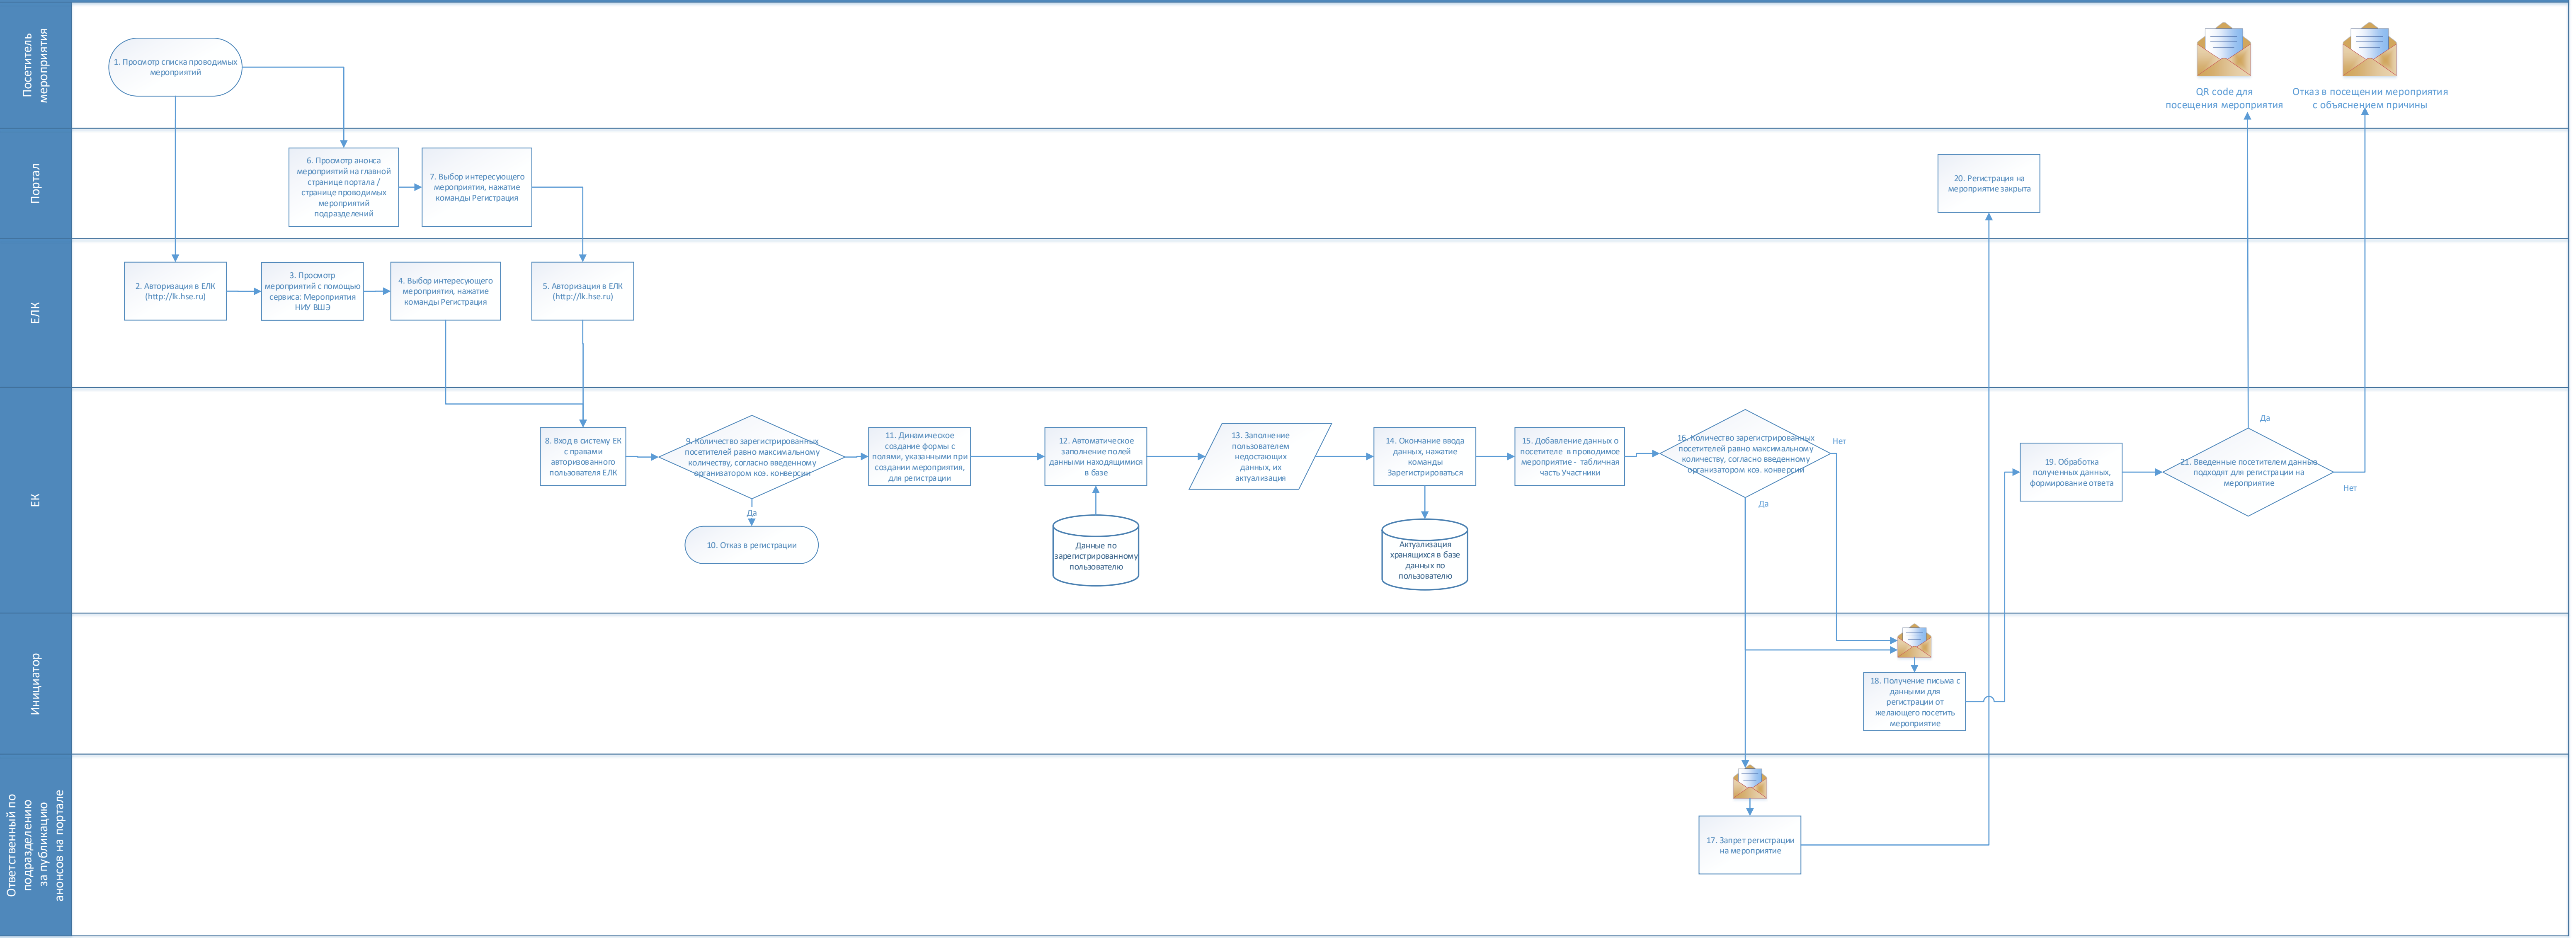 Посетитель
мероприятия
1. Просмотр списка проводимых
мероприятий
QR code для
посещения мероприятия
Отказ в посещении мероприятия
с объяснением причины
Портал
6. Просмотр анонса
мероприятий на главной
странице портала /
странице проводимых
мероприятий
подразделений
7. Выбор интересующего
мероприятия, нажатие
команды Регистрация
20. Регистрация на
мероприятие закрыта
ЕЛК
2. Авторизация в ЕЛК
(http://lk.hse.ru)
3. Просмотр
мероприятий с помощью
сервиса: Мероприятия
НИУ ВШЭ
4. Выбор интересующего
мероприятия, нажатие
команды Регистрация
5. Авторизация в ЕЛК
(http://lk.hse.ru)
ЕК
8. Вход в систему ЕК
с правами
авторизованного
пользователя ЕЛК
9. Количество зарегистрированных
посетителей равно максимальному
количеству, согласно введенному
организатором коэ. конверсии
Да
10. Отказ в регистрации
11. Динамическое
создание формы с
полями, указанными при
создании мероприятия,
для регистрации
12. Автоматическое
заполнение полей
данными находящимися
в базе
Данные по
зарегистрированному
пользователю
13. Заполнение
пользователем
недостающих
данных, их
актуализация
14. Окончание ввода
данных, нажатие
команды
Зарегистрироваться
Актуализация
хранящихся в базе
данных по
пользователю
15. Добавление данных о
посетителе в проводимое
мероприятие - табличная
часть Участники
16. Количество зарегистрированных
посетителей равно максимальному
количеству, согласно введенному
организатором коэ. конверсии
Нет
Да
19. Обработка
полученных данных,
формирование ответа
21. Введенные посетителем данные
подходят для регистрации на
мероприятие
Да
Нет
Инициатор
18. Получение письма с
данными для
регистрации от
желающего посетить
мероприятие
Ответственный по
подразделению
за публикацию
анонсов на портале
17. Запрет регистрации
на мероприятие